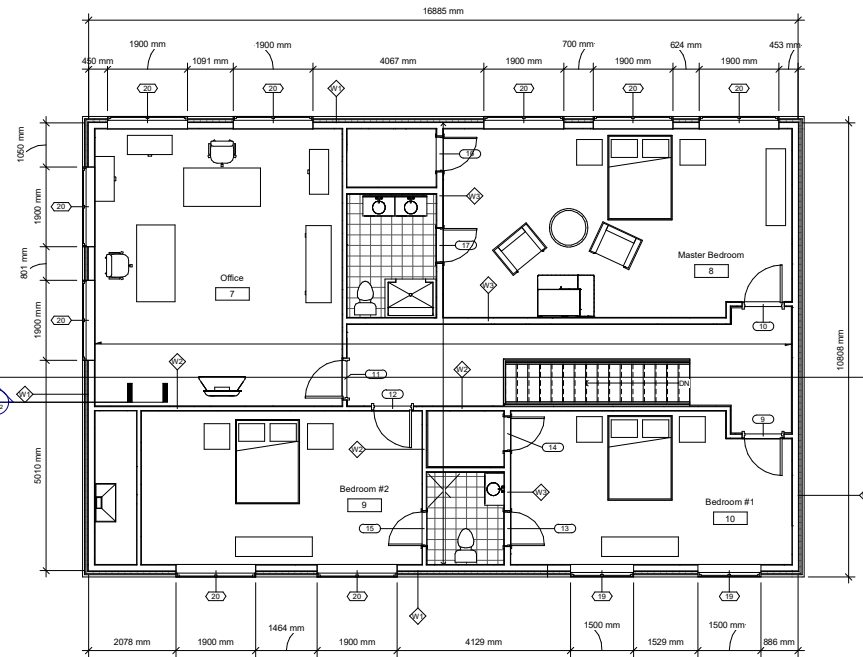 16885 mm
1900 mm
1900 mm
700 mm
624 mm
453 mm
450 mm
1091 mm
4067 mm
1900 mm
1900 mm
1900 mm
20
20
W1
20
20
20
1050 mm
16
W3
20
1900 mm
17
Master Bedroom
8
801 mm
Office
7
W3
20
1900 mm
10
10808 mm
W2
11
W2
DN
W1
12
9
14
W2
5010 mm
Bedroom #2
9
W3
Bedroom #1
10
15
13
20
20
W1
19
19
1464 mm
1500 mm
1500 mm
2078 mm
1900 mm
1900 mm
4129 mm
1529 mm
886 mm